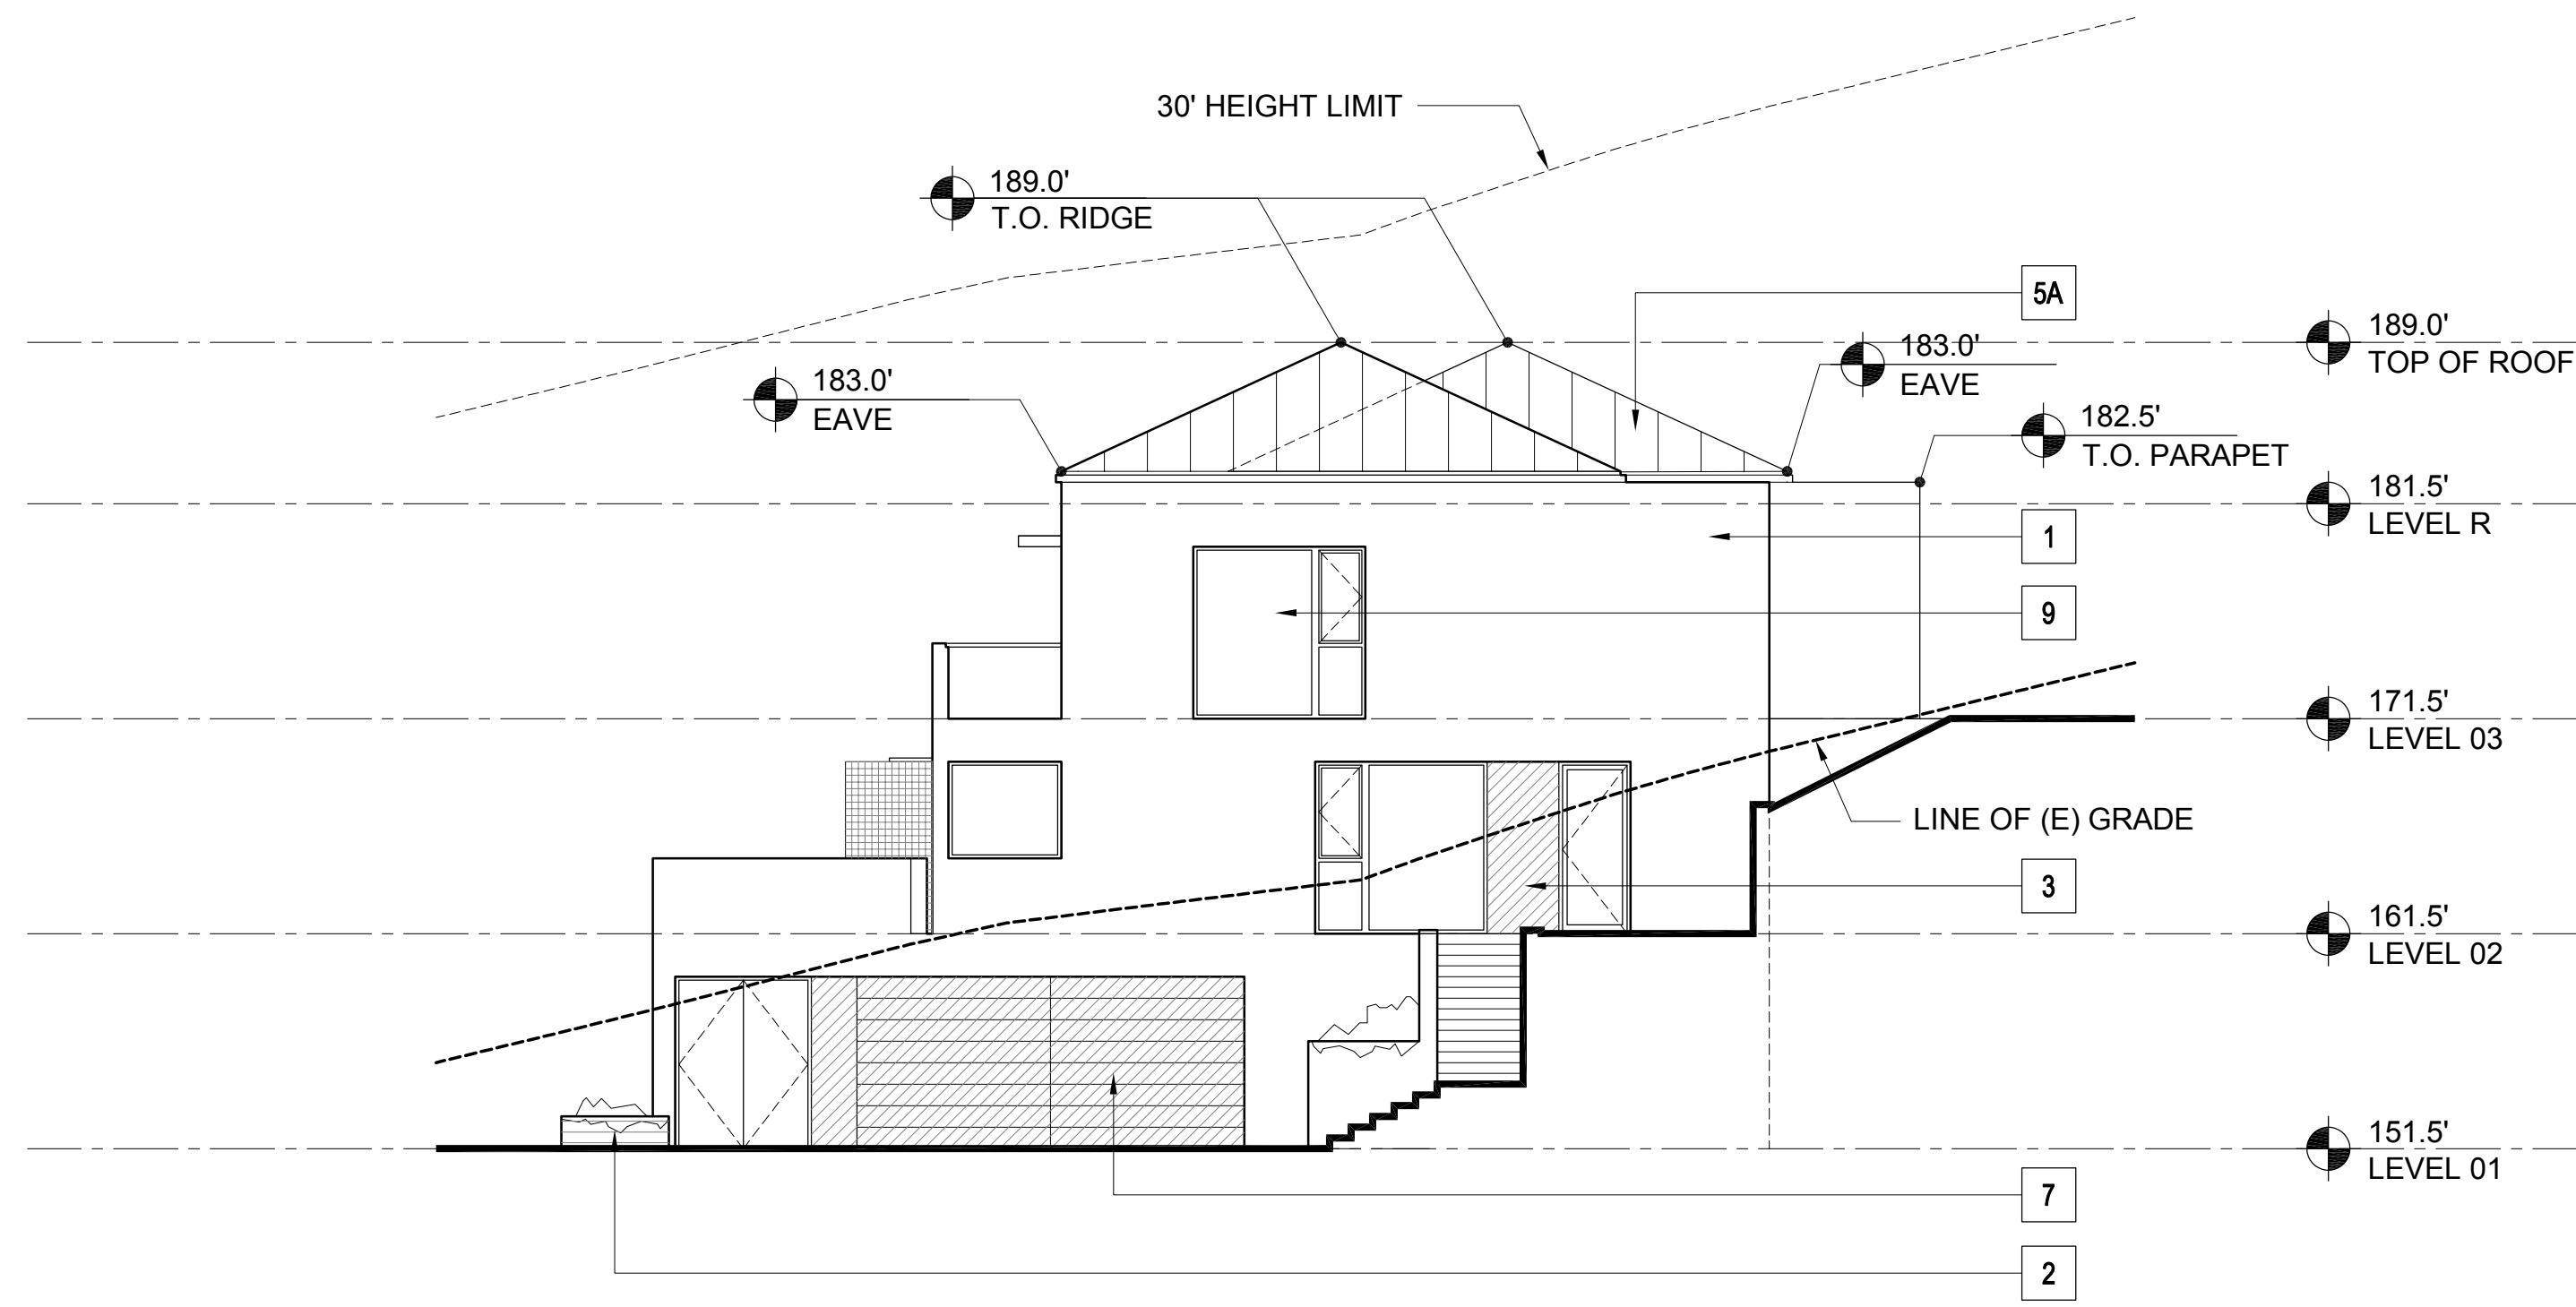 30' HEIGHT LIMIT
189.0'
T.O. RIDGE
5A
189.0'
TOP OF ROOF
183.0'
EAVE
183.0'
EAVE
182.5'
T.O. PARAPET
181.5'
LEVEL R
1
9
171.5'
LEVEL 03
LINE OF (E) GRADE
3
161.5'
LEVEL 02
151.5'
LEVEL 01
7
2